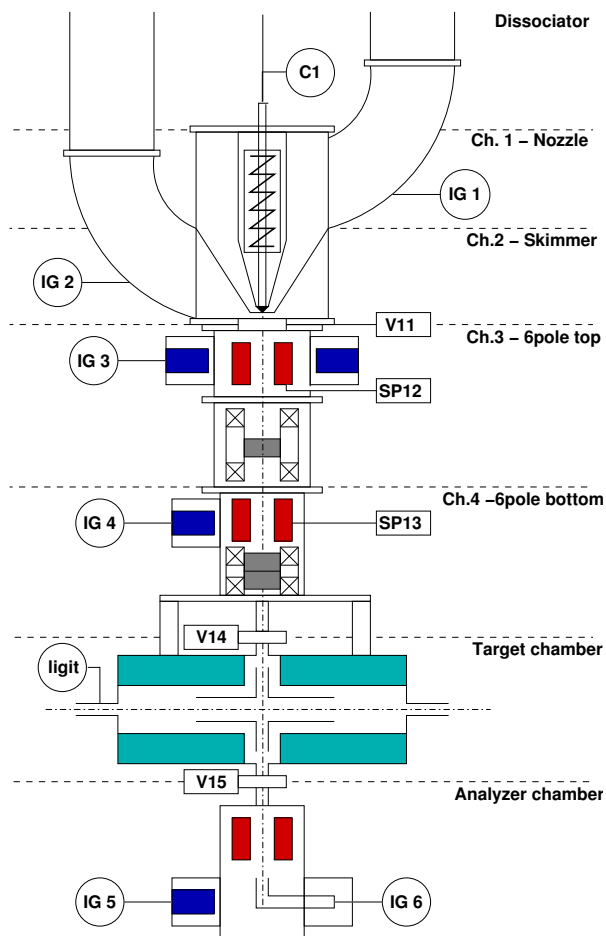 Dissociator
C1
Ch. 1 – Nozzle
IG 1
Ch.2 – Skimmer
IG 2
V11
Ch.3 – 6pole top
IG 3
SP12
Ch.4 –6pole bottom
IG 4
SP13
V14
Target chamber
ligit
V15
Analyzer chamber
IG 5
IG 6